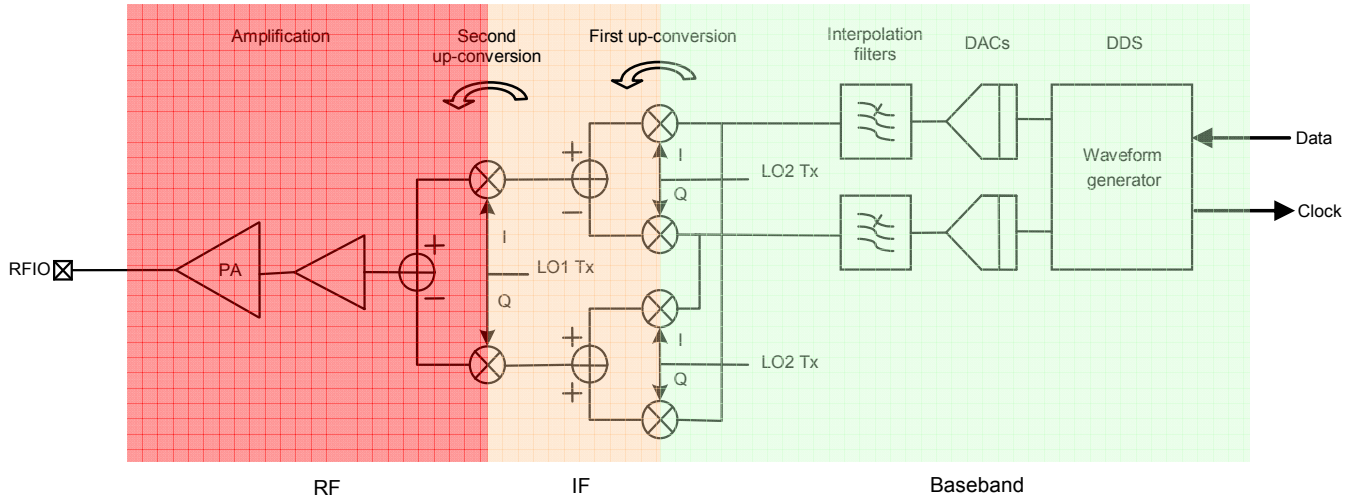 Amplification
Second
up-conversion
First up-conversion
Interpolation
filters
DACs
DDS
+
−
I
Q
LO2 Tx
Waveform
generator
Data
Clock
RFIO
PA
+
−
I
Q
LO1 Tx
+
+
I
Q
LO2 Tx
RF
IF
Baseband